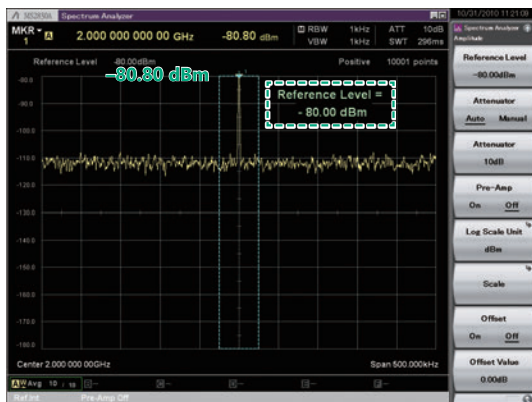 MS2830A Spectrum Analyzer
10/31/2010 11:21:09
MKR
1
A
2.000 000 000 00 GHz
-80.80 dBm
RBW 1kHz
VBW 1kHz
ATT 10dB
SWT 296ms
Reference Level -80.00dBm
Positive 10001 points
–80.80 dBm
1
Reference Level =
- 80.00 dBm
-80.0
-90.0
-100.0
-110.0
-120.0
-130.0
-140.0
-150.0
-160.0
-170.0
-180.0
Center 2.000 000 00GHz
Span 500.000kHz
Avg 10 / 10
Ref.Int Pre-Amp Off
Spectrum Analyzer
Amplitude
Reference Level
-80.00dBm
Attenuator
Auto Manual
Attenuator
10dB
Pre-Amp
On Off
Log Scale Unit
dBm
Scale
Offset
On Off
Offset Value
0.00dB